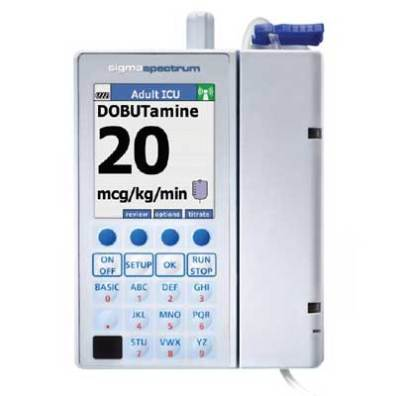 sigmaspectrum
Adult ICU
DOBUTamine
20
mcg/kg/min
review options titrate
ON OFF SETUP OK RUN STOP
BASIC ABC DEF GHI
0 1 2 3
JKL MNO PQR
. 4 5 6
STU VWX YZ
7 8 9